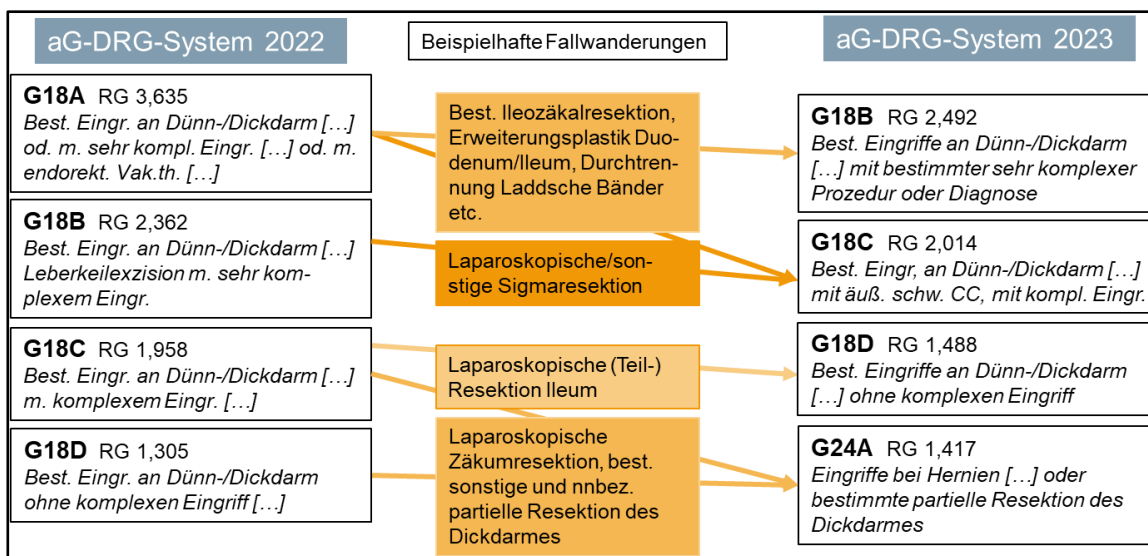 aG-DRG-System 2022
Beispielhafte Fallwanderungen
aG-DRG-System 2023
G18A RG 3,635
Best. Eingr. an Dünn-/Dickdarm [...]
od. m. sehr kompl. Eingr. [...] od. m.
endorekt. Vak.th. [...]
G18B RG 2,362
Best. Eingr. an Dünn-/Dickdarm [...]
Leberkeilexzision m. sehr kom-
plexem Eingr.
G18C RG 1,958
Best. Eingr. an Dünn-/Dickdarm [...]
m. komplexem Eingr. [...]
G18D RG 1,305
Best. Eingr. an Dünn-/Dickdarm
ohne komplexen Eingriff [...]
Best. Ileozäkalresektion,
Erweiterungsplastik Duo-
denum/Ileum, Durchtren-
nung Laddsche Bänder
etc.
Laparoskopische/son-
stige Sigmaresektion
Laparoskopische (Teil-)
Resektion Ileum
Laparoskopische
Zäkumresektion, best.
sonstige und nnbez.
partielle Resektion des
Dickdarmes
G18B RG 2,492
Best. Eingriffe an Dünn-/Dickdarm
[...] mit bestimmter sehr komplexer
Prozedur oder Diagnose
G18C RG 2,014
Best. Eingr, an Dünn-/Dickdarm [...]
mit äuß. schw. CC, mit kompl. Eingr.
G18D RG 1,488
Best. Eingriffe an Dünn-/Dickdarm
[...] ohne komplexen Eingriff
G24A RG 1,417
Eingriffe bei Hernien [...] oder
bestimmte partielle Resektion des
Dickdarmes